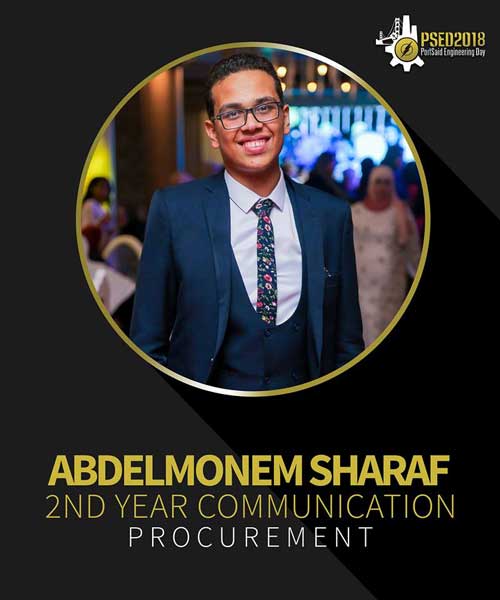 PSED2018
PortSaid Engineering Day
ABDELMONEM SHARAF
2ND YEAR COMMUNICATION
PROCUREMENT